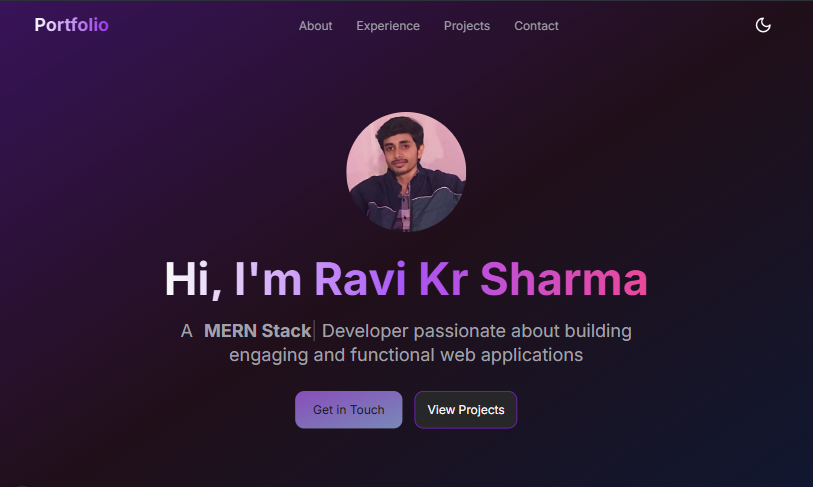 Portfolio
About Experience Projects Contact
Hi, I'm Ravi Kr Sharma
A MERN Stack| Developer passionate about building
engaging and functional web applications
Get in Touch View Projects